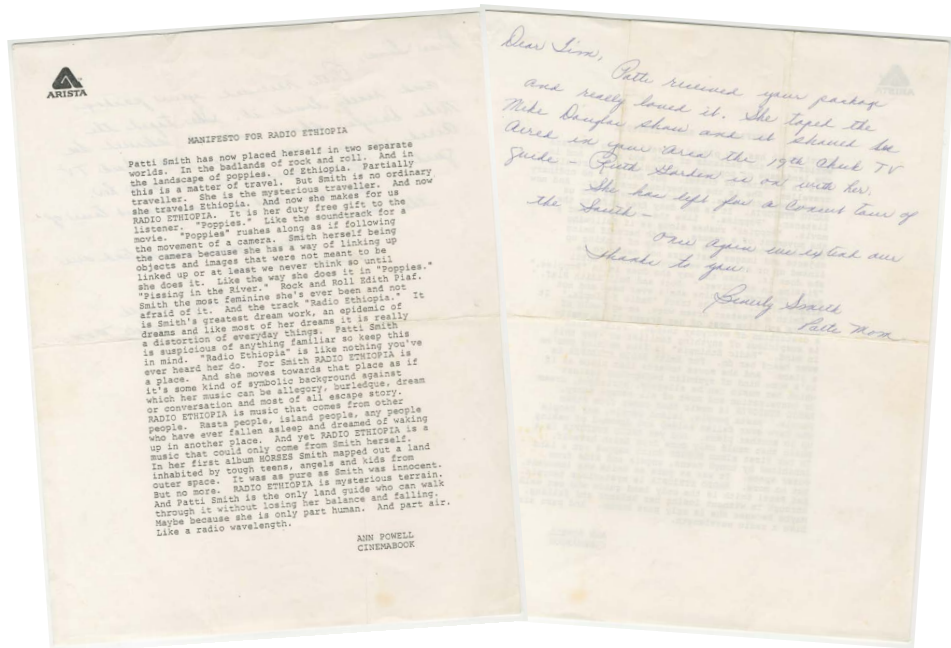 ARISTA
MANIFESTO FOR RADIO ETHIOPIA
Patti Smith has now placed herself in two separate
worlds. In the badlands of rock and roll. And in
the landscape of poppies. Of Ethiopia. Partially
this is a matter of travel. But Smith is no ordinary
traveller. She is the mysterious traveller. And now
she travels Ethiopia. And now she makes for us
RADIO ETHIOPIA. It is her duty free gift to the
listener. "Poppies." Like the soundtrack for a
movie. "Poppies" rushes along as if following
the movement of a camera. Smith herself being
the camera because she has a way of linking up
objects and images that were not meant to be
linked up or at least we never think so until
she does it. Like the way she does it in "Poppies."
"Pissing in the River." Rock and Roll Edith Piaf.
Smith the most feminine she's ever been and not
afraid of it. And the track "Radio Ethiopia." It
is Smith's greatest dream work, an epidemic of
dreams and like most of her dreams it is really
a distortion of everyday things. Patti Smith
is suspicious of anything familiar so keep this
in mind. "Radio Ethiopia" is like nothing you've
ever heard her do. For Smith RADIO ETHIOPIA is
a place. And she moves towards that place as if
it's some kind of symbolic background against
which her music can be allegory, burledque, dream
or conversation and most of all escape story.
RADIO ETHIOPIA is music that comes from other
people. Rasta people, island people, any people
who have ever fallen asleep and dreamed of waking
up in another place. And yet RADIO ETHIOPIA is a
music that could only come from Smith herself.
In her first album HORSES Smith mapped out a land
inhabited by tough teens, angels and kids from
outer space. It was as pure as Smith was innocent.
But no more. RADIO ETHIOPIA is mysterious terrain.
And Patti Smith is the only land guide who can walk
through it without losing her balance and falling.
Maybe because she is only part human. And part air.
Like a radio wavelength.
ANN POWELL
CINEMABOOK
Dear
Patti received your package
and really loved it. She taped the
Mike Douglas Show and it should be
Aired in your area the 19th Check TV
guide – Ruth Gordon is on with her.
She has left for a Concert tour of
the South –
once again we extend our
thanks to you
Beverly Smith
Patti Mom